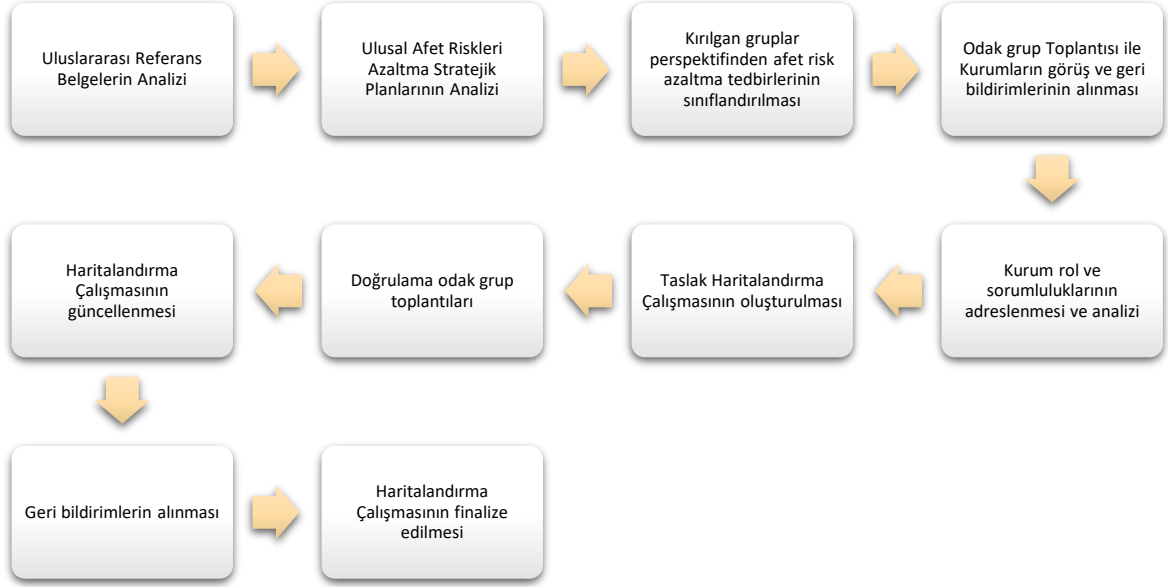 Uluslararası Referans
Belgelerin Analizi
Ulusal Afet Riskleri
Azaltma Stratejik
Planlarının Analizi
Kırılgan gruplar
perspektifinden afet risk
azaltma tedbirlerinin
sınıflandırılması
Odak grup Toplantısı ile
Kurumların görüş ve geri
bildirimlerinin alınması
Kurum rol ve
sorumluluklarının
adreslenmesi ve analizi
Taslak Haritalandırma
Çalışmasının oluşturulması
Doğrulama odak grup
toplantıları
Haritalandırma
Çalışmasının
güncellenmesi
Geri bildirimlerin alınması
Haritalandırma
Çalışmasının finalize
edilmesi